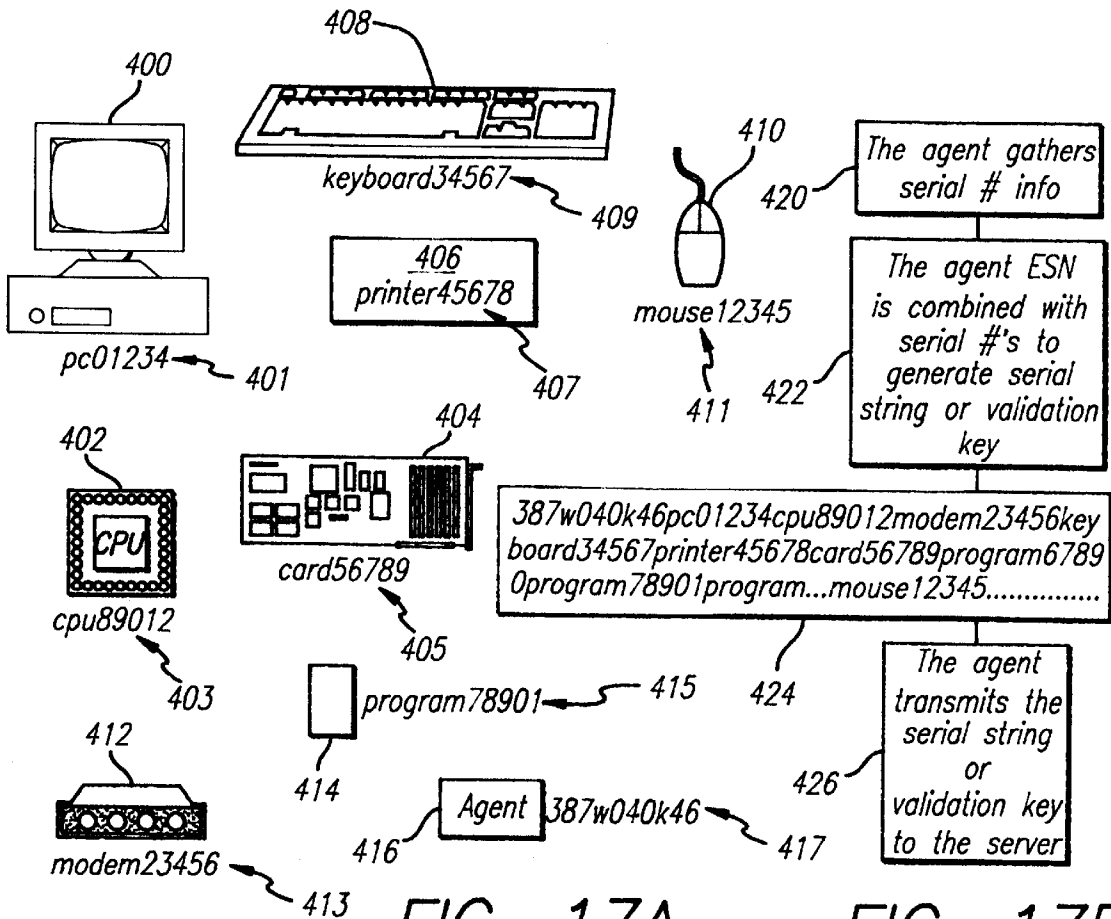 400
408
keyboard34567
409
410
mouse12345
411
pc01234
401
406
printer45678
407
402
CPU
cpu89012
403
404
card56789
405
412
modem23456
413
414
program78901
415
416
Agent
387w040k46
417
420
The agent gathers
serial # info
422
The agent ESN
is combined with
serial #'s to
generate serial
string or validation
key
387w040k46pc01234cpu89012modem23456key
board34567printer45678card56789program6789
0program78901program...mouse12345...............
424
426
The agent
transmits the
serial string
or
validation key
to the server